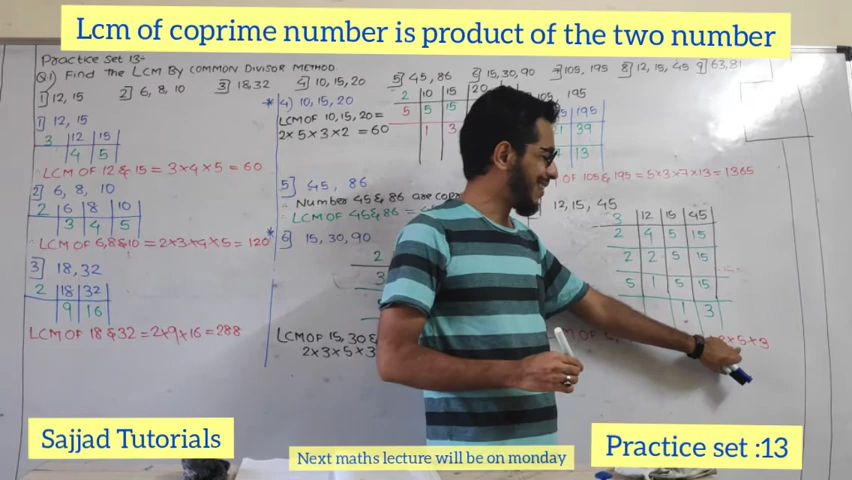 Lcm of coprime number is product of the two number
Practice Set 13:-
Q.1) Find the LCM BY COMMON DIVISOR METHOD.
1) 12, 15
2) 6, 8, 10
3) 18,32
4) 10, 15, 20
5) 45, 86
6) 15, 30, 90
7) 105, 195
8) 12, 15, 45
9) 63,81
1) 12, 15
3 | 12 | 15
4 | 5
LCM OF 12 & 15 = 3×4×5 = 60
2) 6, 8, 10
2 | 6 | 8 | 10
3 | 4 | 5
LCM OF 6,8 & 10 = 2×3×4×5 = 120
3) 18, 32
2 | 18 | 32
9 | 16
LCM OF 18 & 32 = 2×9×16 = 288
* 4) 10, 15, 20
LCM OF 10, 15, 20 =
2×5×3×2 = 60
2 | 10 | 15 | 20
5 | 5 | 15
1 | 3
5) 45, 86
Number 45 & 86 are
LCM OF 45 & 86 =
* 6) 15, 30, 90
2
3
LCM OF 15, 30 &
2×3×5×3
195
195
39
13
OF 105 & 195 = 5×3×7×13 = 1365
12, 15, 45
3 | 12 | 15 | 45
2 | 4 | 5 | 15
2 | 2 | 5 | 15
5 | 1 | 5 | 15
1 | 3
×5×3
Sajjad Tutorials
Next maths lecture will be on monday
Practice set :13